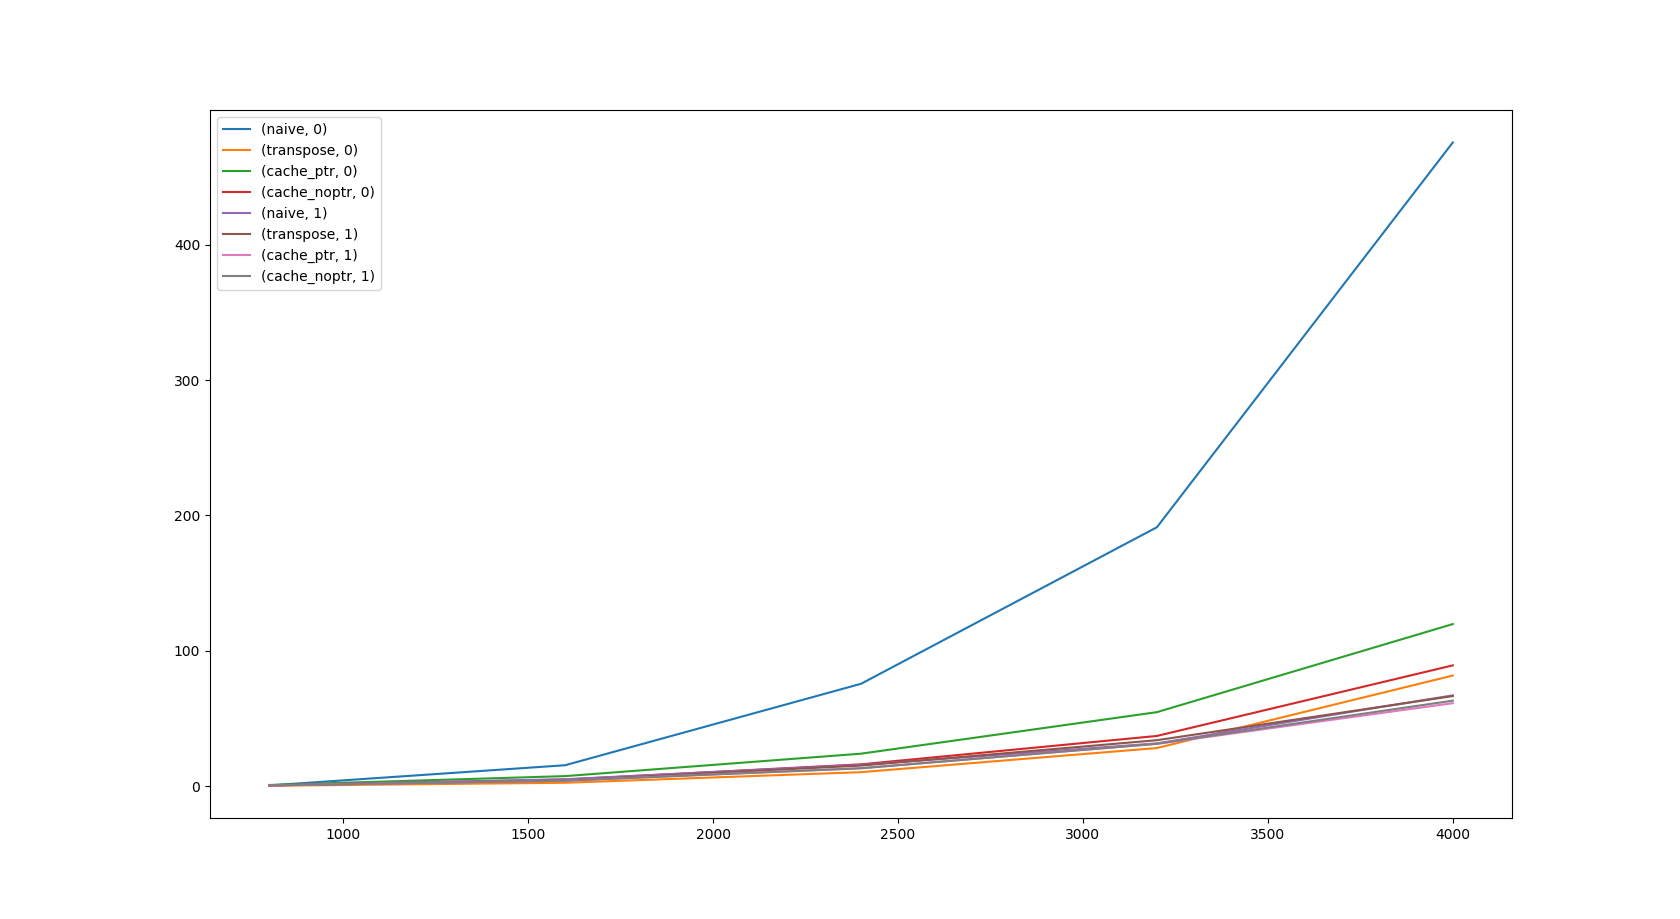 (naive, 0)
(transpose, 0)
(cache_ptr, 0)
(cache_noptr, 0)
(naive, 1)
(transpose, 1)
(cache_ptr, 1)
(cache_noptr, 1)
400
300
200
100
0
1000 1500 2000 2500 3000 3500 4000